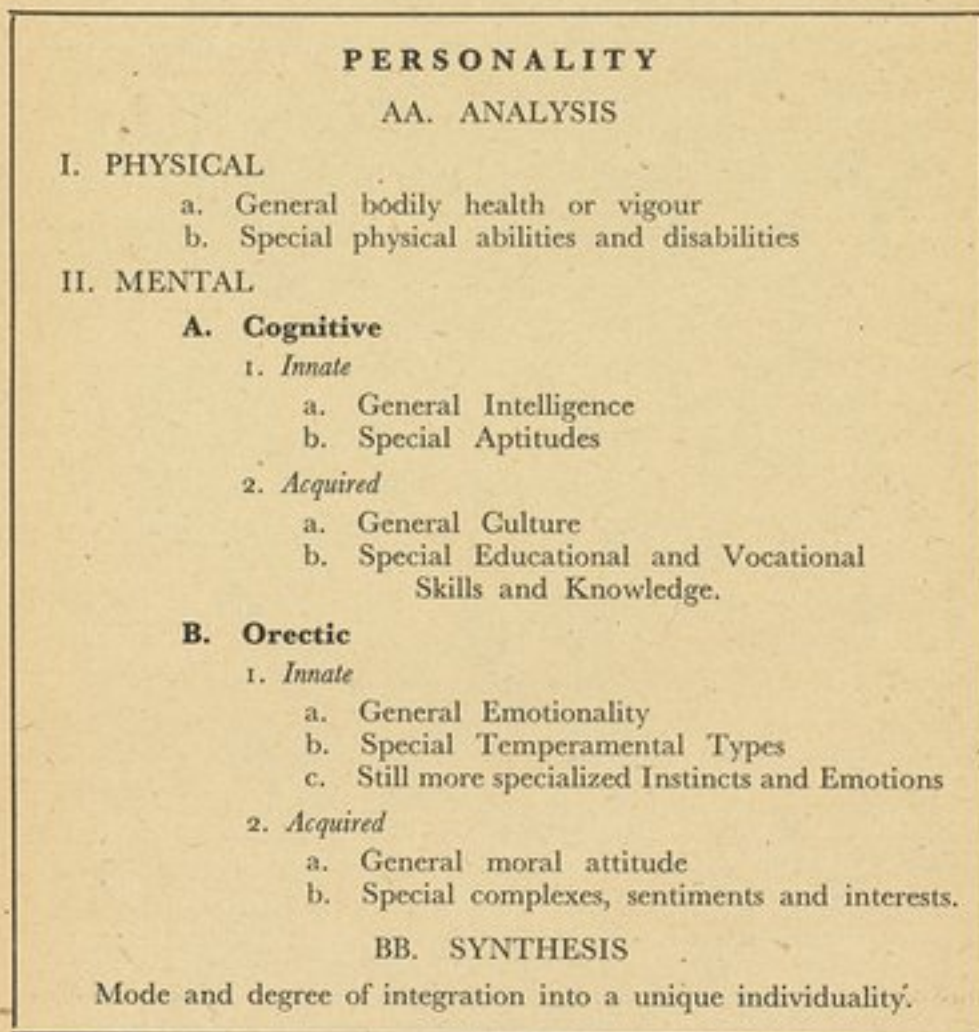 PERSONALITY
AA. ANALYSIS
I. PHYSICAL
a. General bodily health or vigour
b. Special physical abilities and disabilities
II. MENTAL
A. Cognitive
1. Innate
a. General Intelligence
b. Special Aptitudes
2. Acquired
a. General Culture
b. Special Educational and Vocational
Skills and Knowledge.
B. Orectic
1. Innate
a. General Emotionality
b. Special Temperamental Types
c. Still more specialized Instincts and Emotions
2. Acquired
a. General moral attitude
b. Special complexes, sentiments and interests.
BB. SYNTHESIS
Mode and degree of integration into a unique individuality.